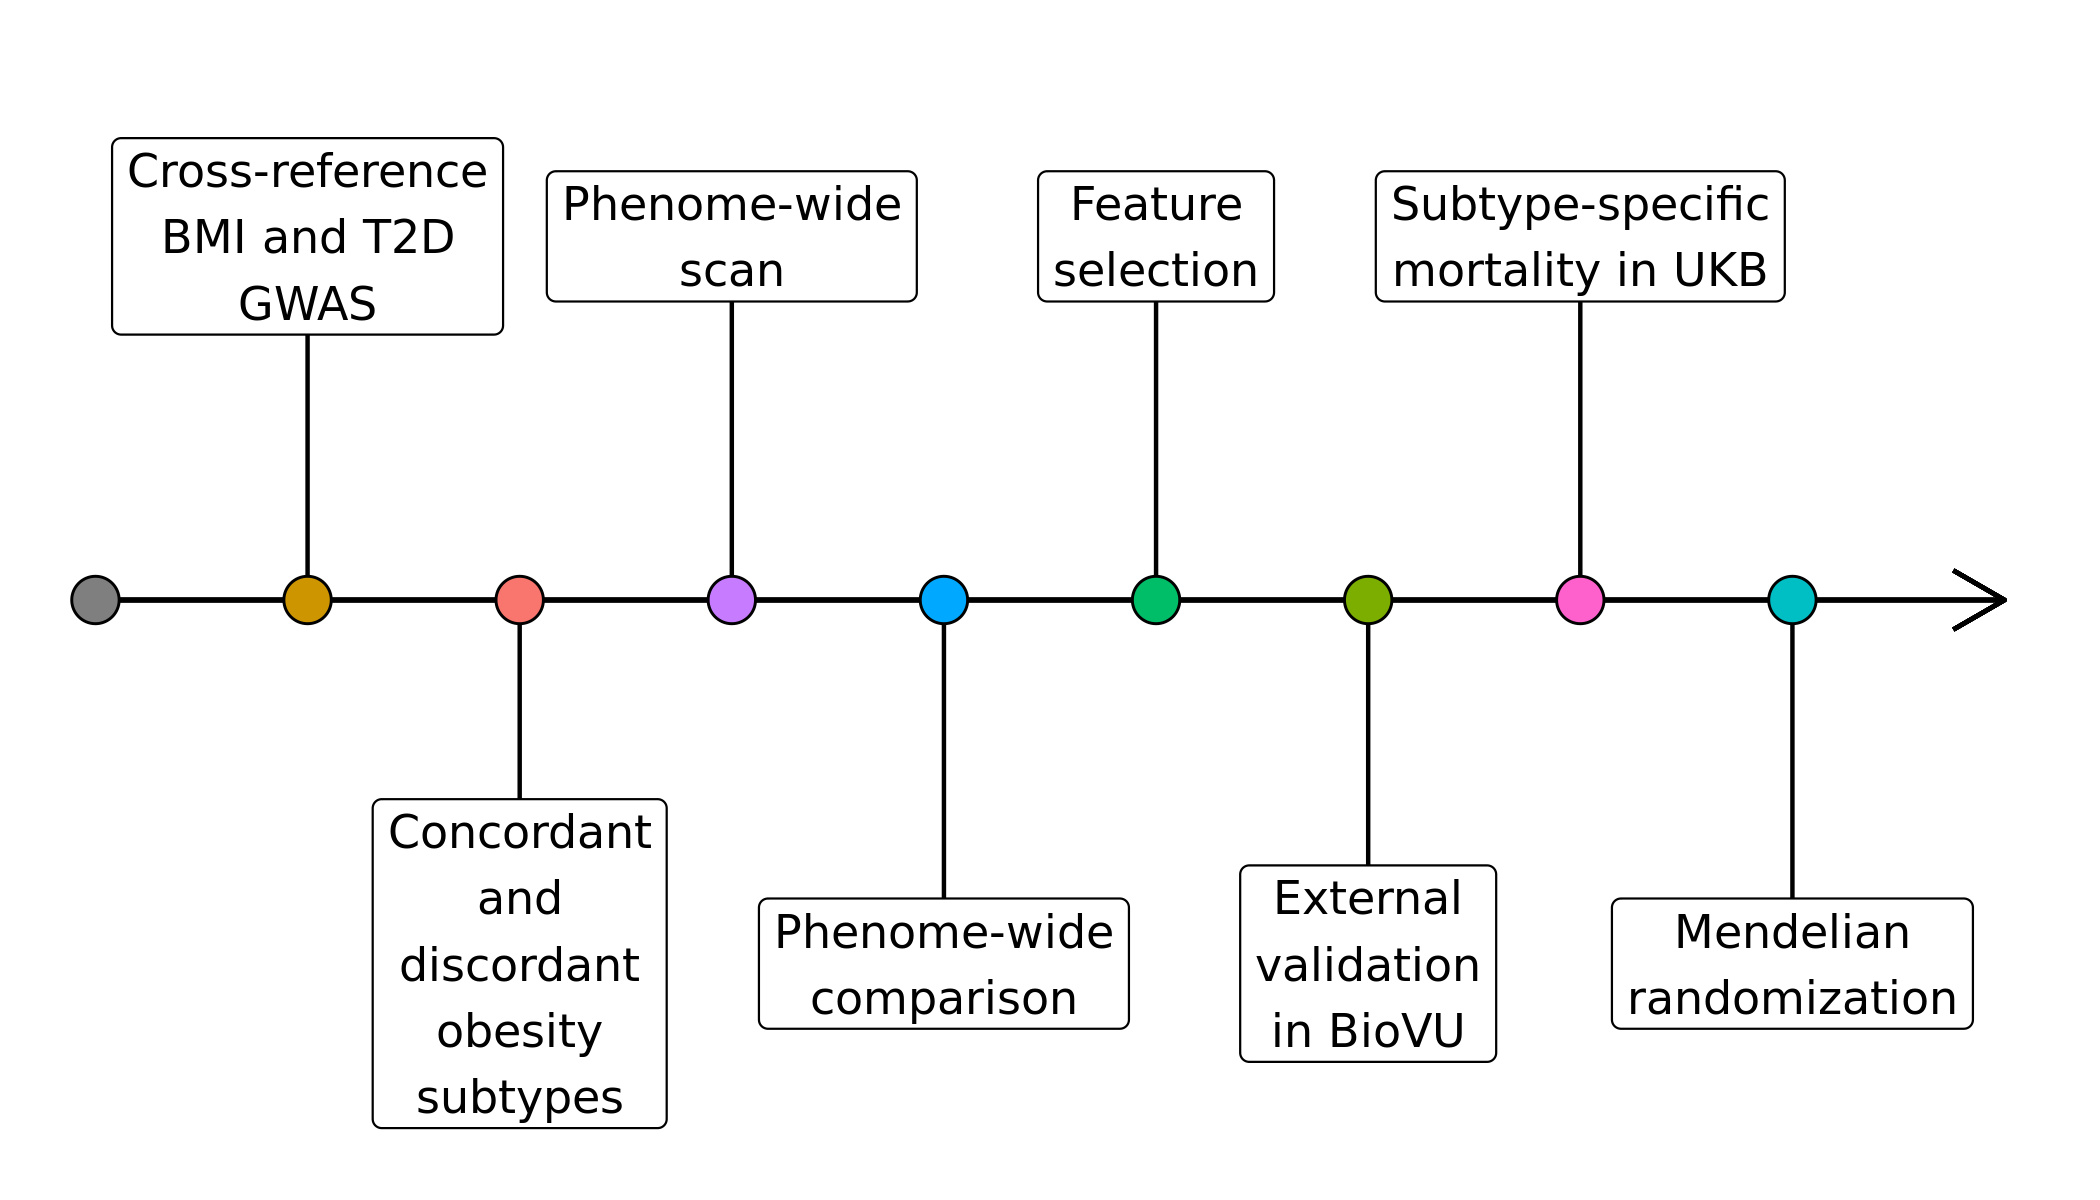 Cross-reference
BMI and T2D
GWAS
Phenome-wide
scan
Feature
selection
Subtype-specific
mortality in UKB
Concordant
and
discordant
obesity
subtypes
Phenome-wide
comparison
External
validation
in BioVU
Mendelian
randomization